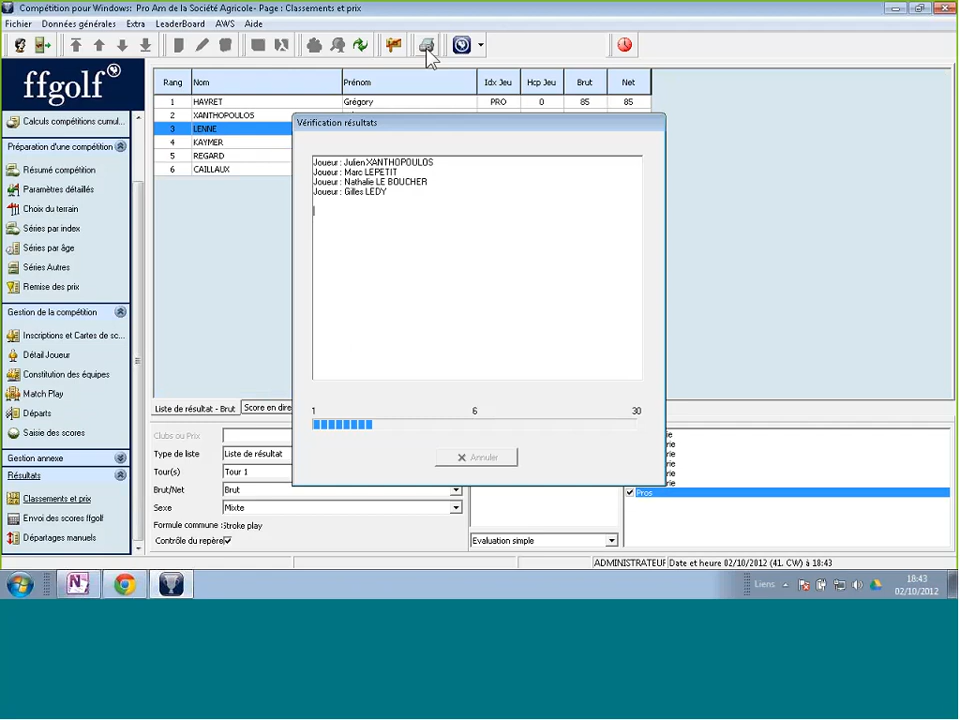 Compétition pour Windows: Pro Am de la Société Agricole- Page : Classements et prix
Fichier Données générales Extra LeaderBoard AWS Aide
ffgolf
Rang Nom Prénom Idx Jeu Hcp Jeu Brut Net
1 HAVRET Grégory PRO 0 85 85
2 XANTHOPOULOS
3 LENNE
4 KAYMER
5 REGARD
6 CAILLAUX
Calculs compétitions cumul...
Préparation d'une compétition
Résumé compétition
Paramètres détaillés
Choix du terrain
Séries par index
Séries par âge
Séries Autres
Remise des prix
Gestion de la compétition
Inscriptions et Cartes de sc...
Détail Joueur
Constitution des équipes
Match Play
Départs
Saisie des scores
Gestion annexe
Résultats
Classements et prix
Envoi des scores ffgolf
Départages manuels
Vérification résultats
Joueur : Julien XANTHOPOULOS
Joueur : Marc LEPETIT
Joueur : Nathalie LE BOUCHER
Joueur : Gilles LEDY
1 6 30
Annuler
Liste de résultat - Brut Score en dire
Clubs ou Prix
Type de liste Liste de résultat
Tour(s) Tour 1
Brut/Net Brut
Sexe Mixte
Formule commune : Stroke play
Contrôle du repère
Evaluation simple
ie
rie
rie
rie
rie
rie
Pros
ADMINISTRATEUR Date et heure 02/10/2012 (41. CW) à 18:43
Liens
18:43
02/10/2012